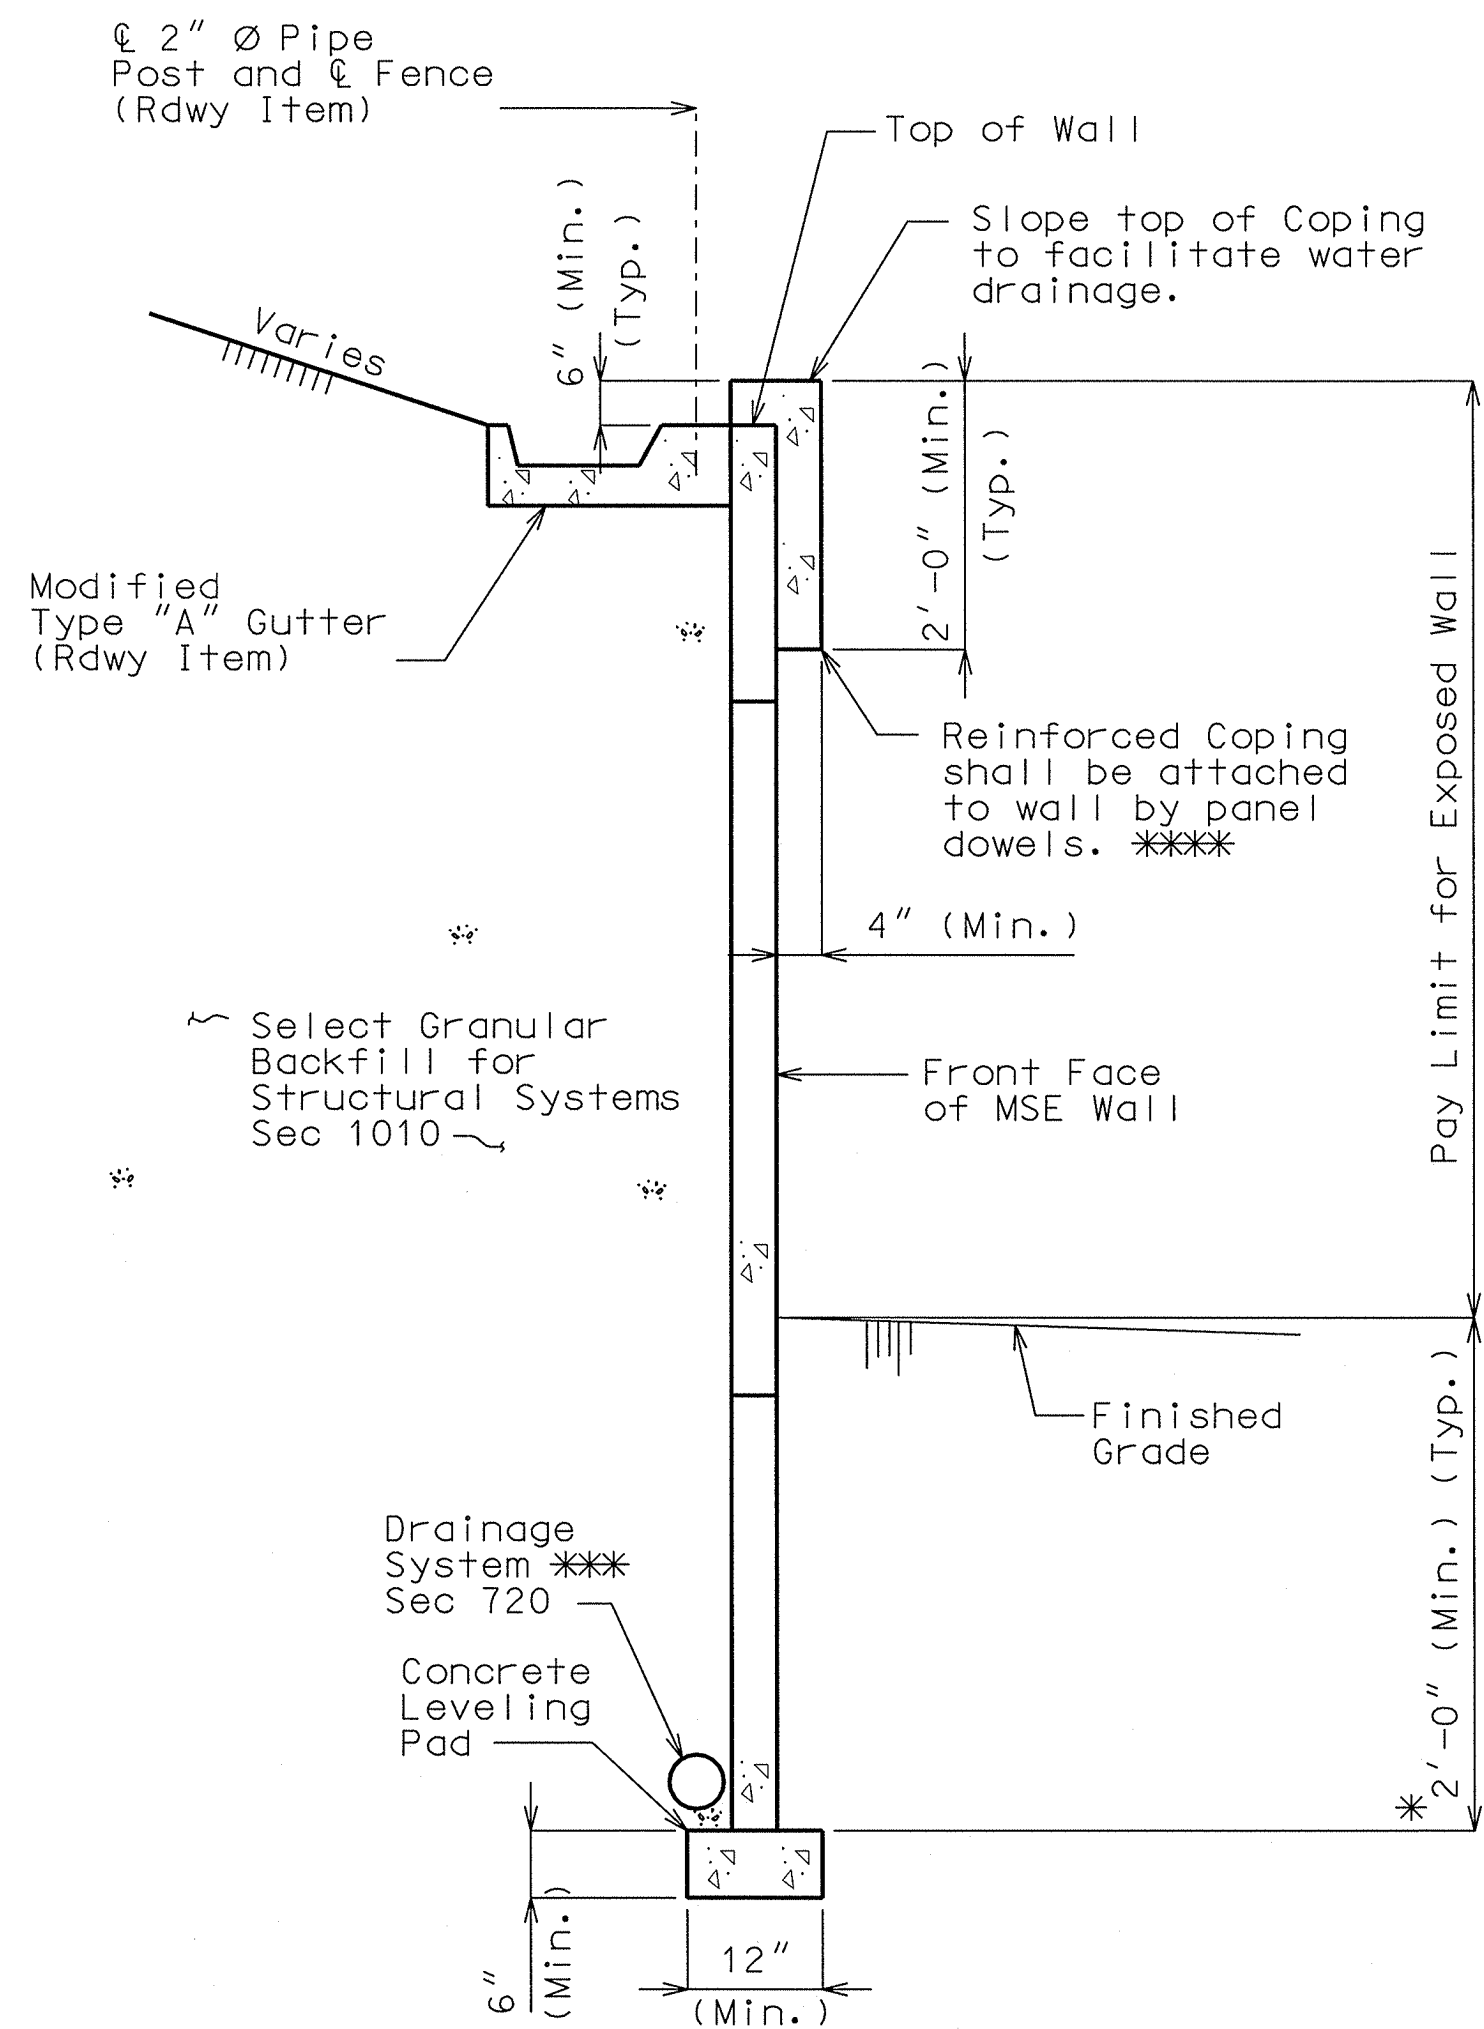 ℄ 2" Ø Pipe
Post and ℄ Fence
(Rdwy Item)
Top of Wall
6" (Min.)
(Typ.)
Slope top of Coping
to facilitate water
drainage.
Varies
2'-0" (Min.)
(Typ.)
Modified
Type "A" Gutter
(Rdwy Item)
Pay Limit for Exposed Wall
Reinforced Coping
shall be attached
to wall by panel
dowels. ****
4" (Min.)
Select Granular
Backfill for
Structural Systems
Sec 1010
Front Face
of MSE Wall
Finished
Grade
* 2'-0" (Min.) (Typ.)
Drainage
System ***
Sec 720
Concrete
Leveling
Pad
6"
(Min.)
12"
(Min.)